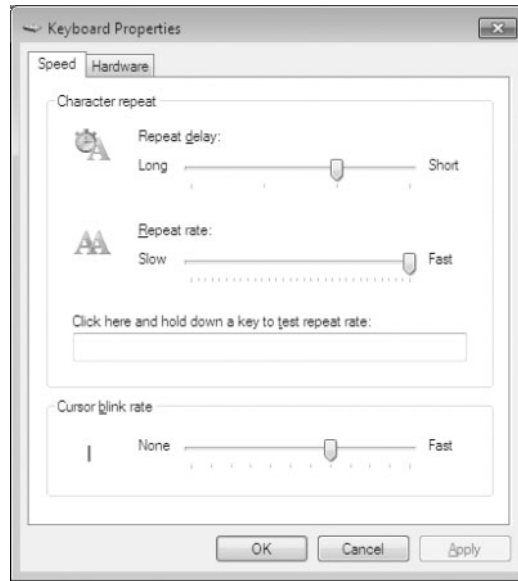 Keyboard Properties
Speed Hardware
Character repeat
Repeat delay:
Long Short
Repeat rate:
Slow Fast
Click here and hold down a key to test repeat rate:
Cursor blink rate
None Fast
OK Cancel Apply